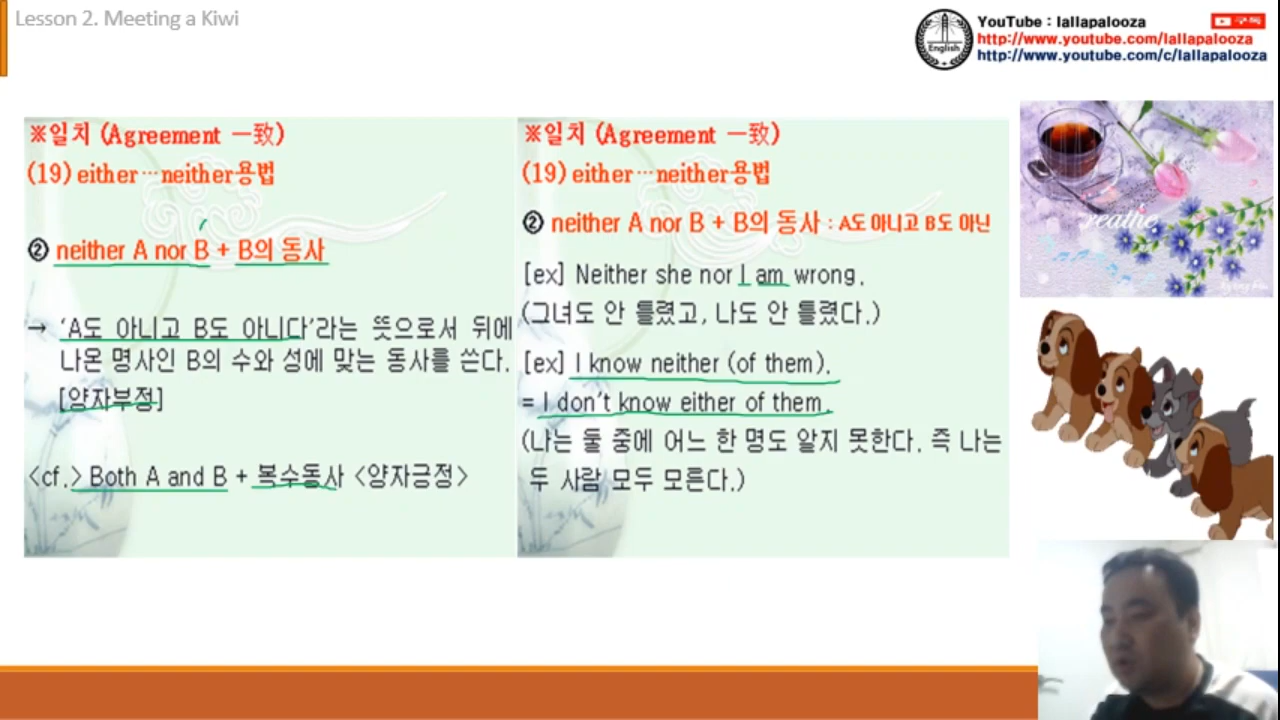 Lesson 2. Meeting a Kiwi
English
YouTube : lallapalooza
구독
http://www.youtube.com/lallapalooza
http://www.youtube.com/c/lallapalooza
※일치 (Agreement 一致)
(19) either…neither용법
② neither A nor B + B의 동사
→ ‘A도 아니고 B도 아니다’라는 뜻으로서 뒤에
나온 명사인 B의 수와 성에 맞는 동사를 쓴다.
[양자부정]
<cf.> Both A and B + 복수동사 <양자긍정>
※일치 (Agreement 一致)
(19) either…neither용법
② neither A nor B + B의 동사 : A도 아니고 B도 아닌
[ex] Neither she nor I am wrong.
(그녀도 안 틀렸고, 나도 안 틀렸다.)
[ex] I know neither (of them).
= I don't know either of them.
(나는 둘 중에 어느 한 명도 알지 못한다. 즉 나는
두 사람 모두 모른다.)